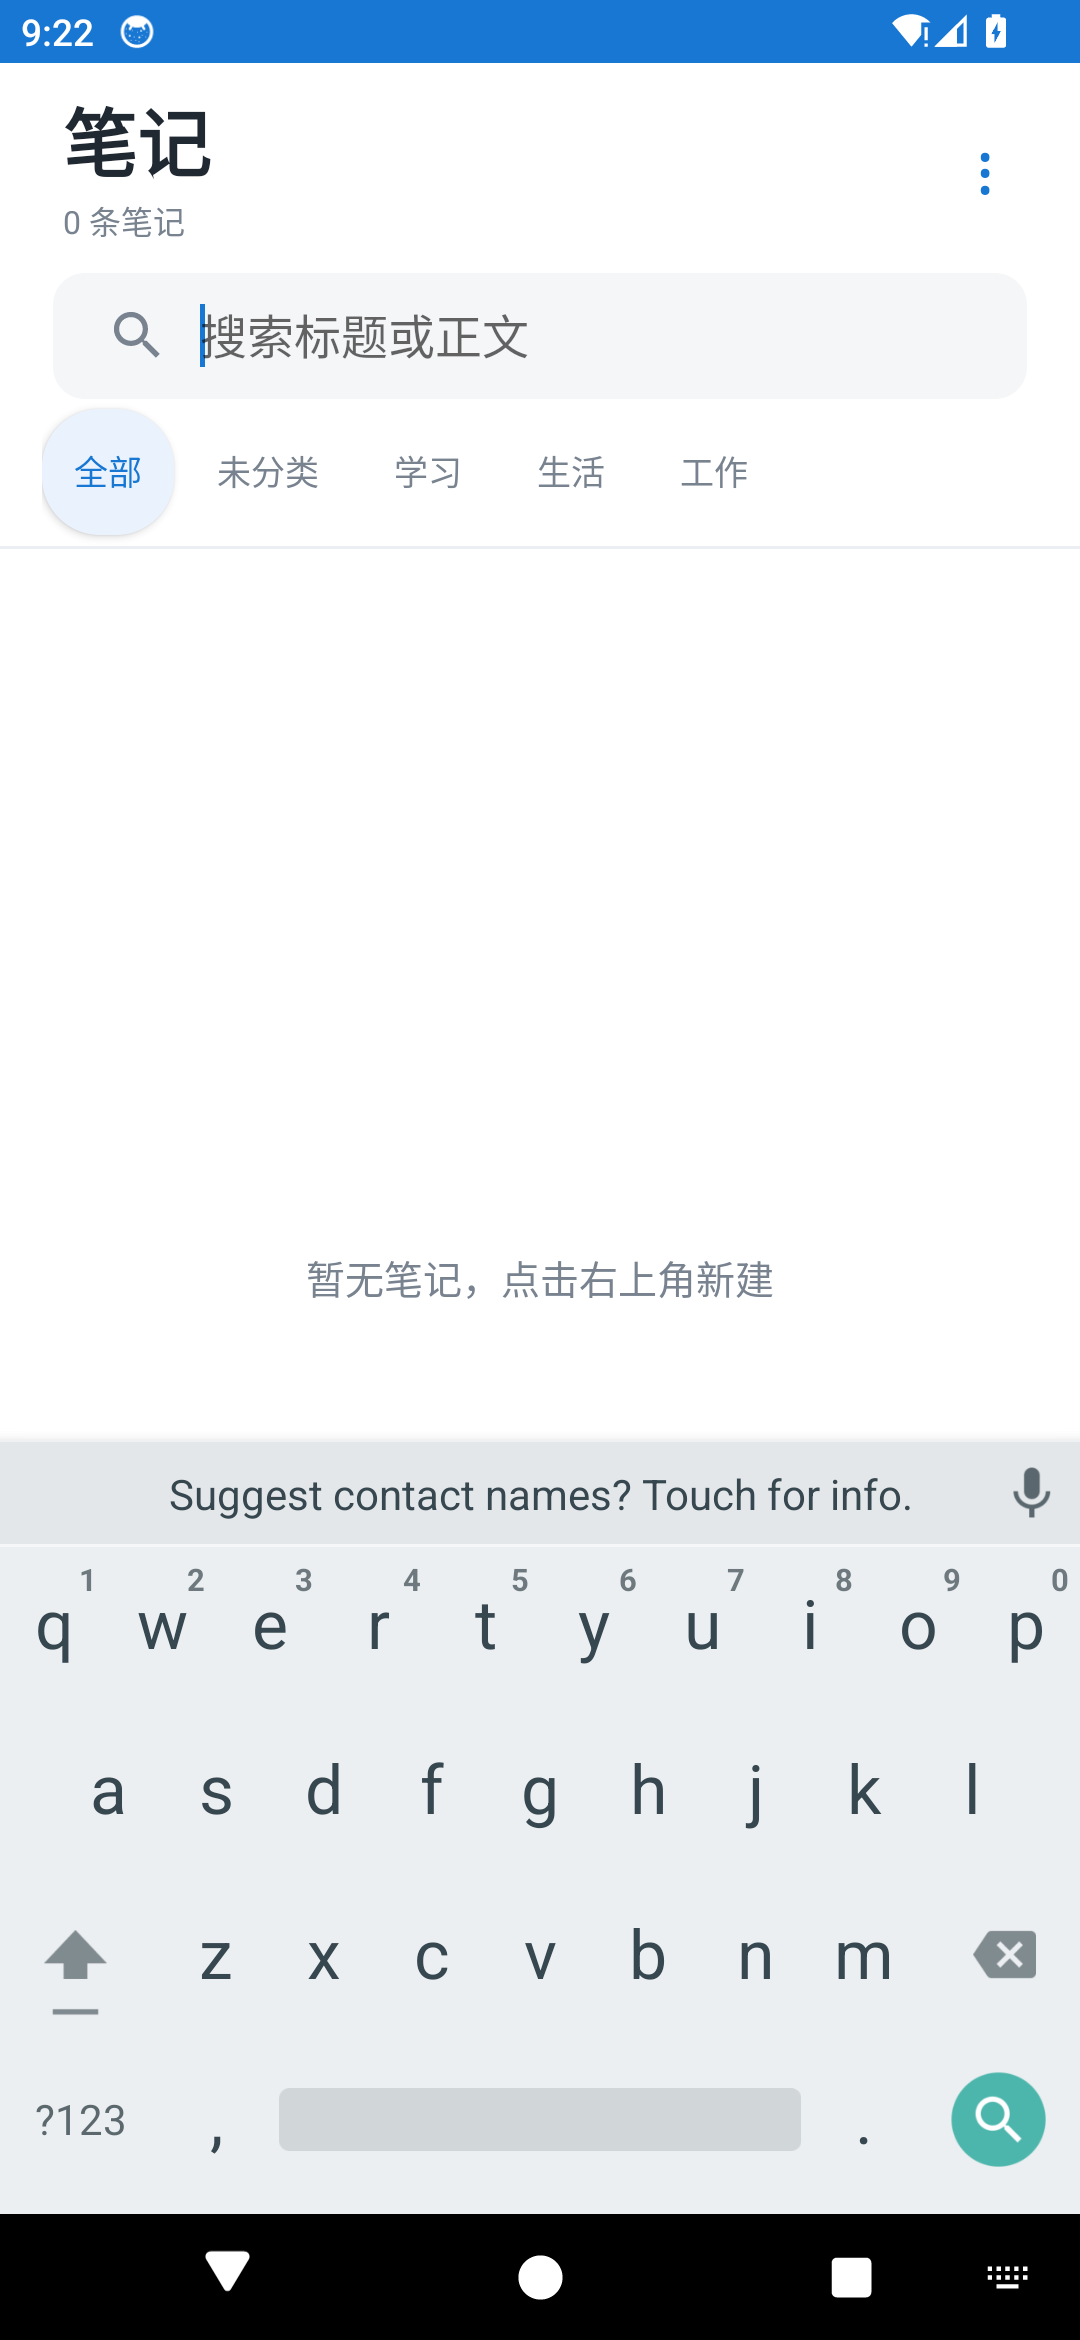 9:22
笔记
0 条笔记
搜索标题或正文
全部 未分类 学习 生活 工作
暂无笔记，点击右上角新建
Suggest contact names? Touch for info.
1 2 3 4 5 6 7 8 9 0
q w e r t y u i o p
a s d f g h j k l
z x c v b n m
?123 , .